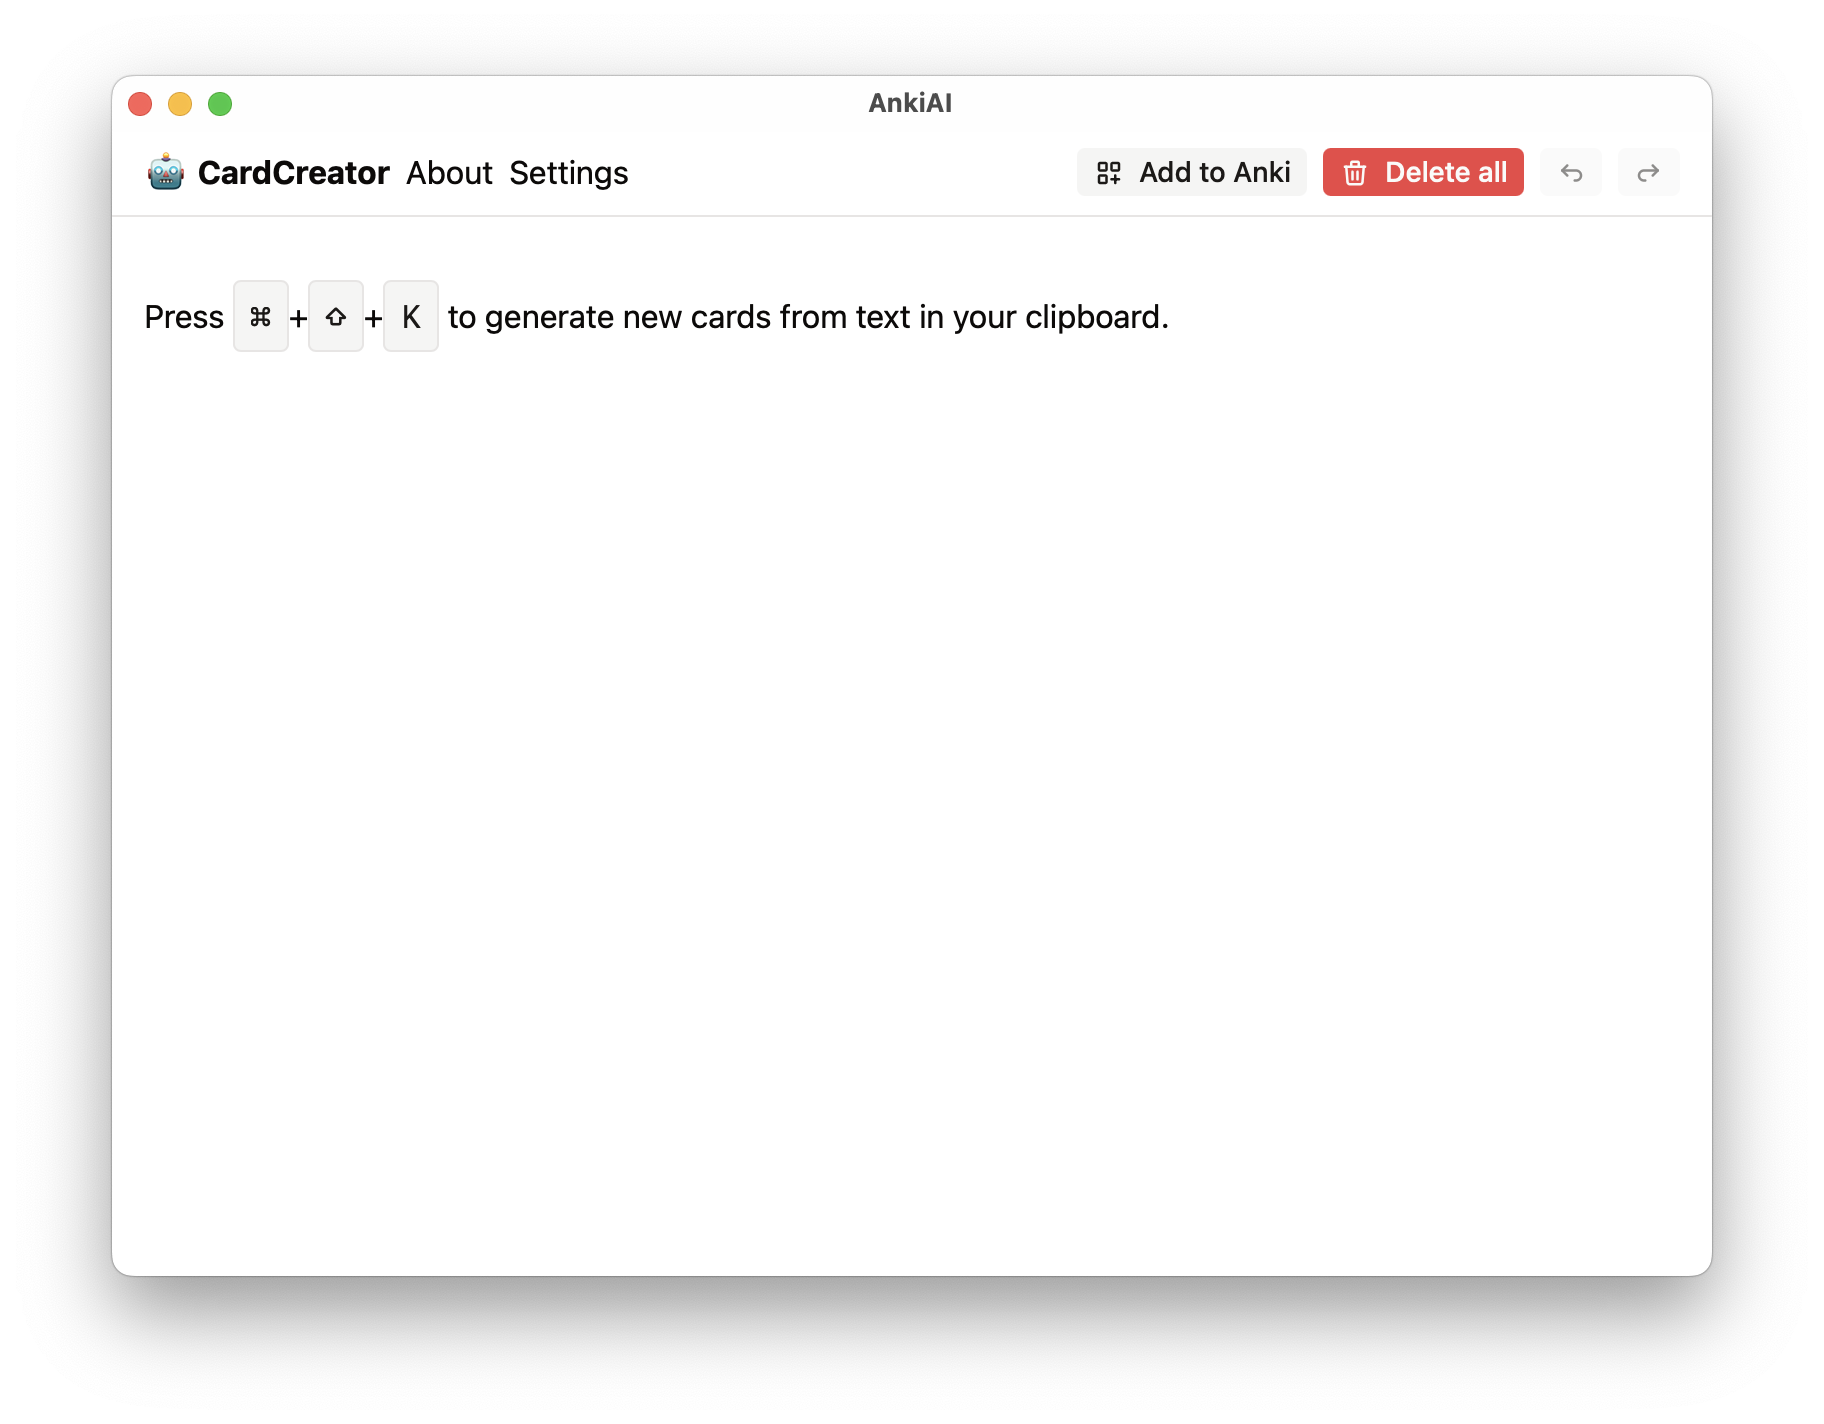 AnkiAI
🤖 CardCreator About Settings Add to Anki Delete all
Press ⌘+⇧+K to generate new cards from text in your clipboard.